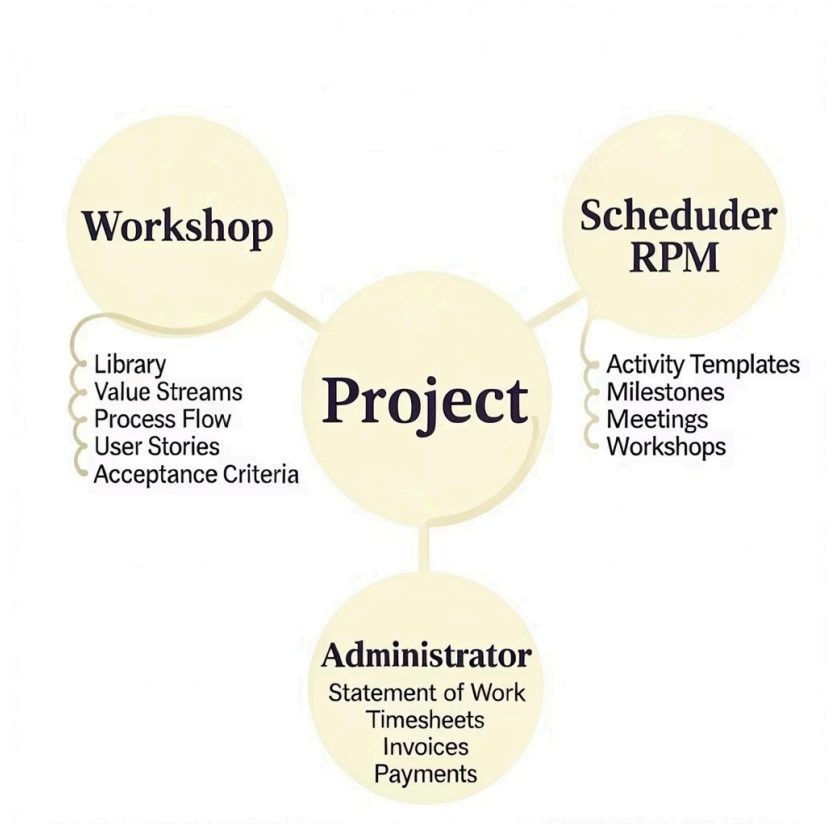 Workshop
Library
Value Streams
Process Flow
User Stories
Acceptance Criteria
Scheduder
RPM
Activity Templates
Milestones
Meetings
Workshops
Project
Administrator
Statement of Work
Timesheets
Invoices
Payments